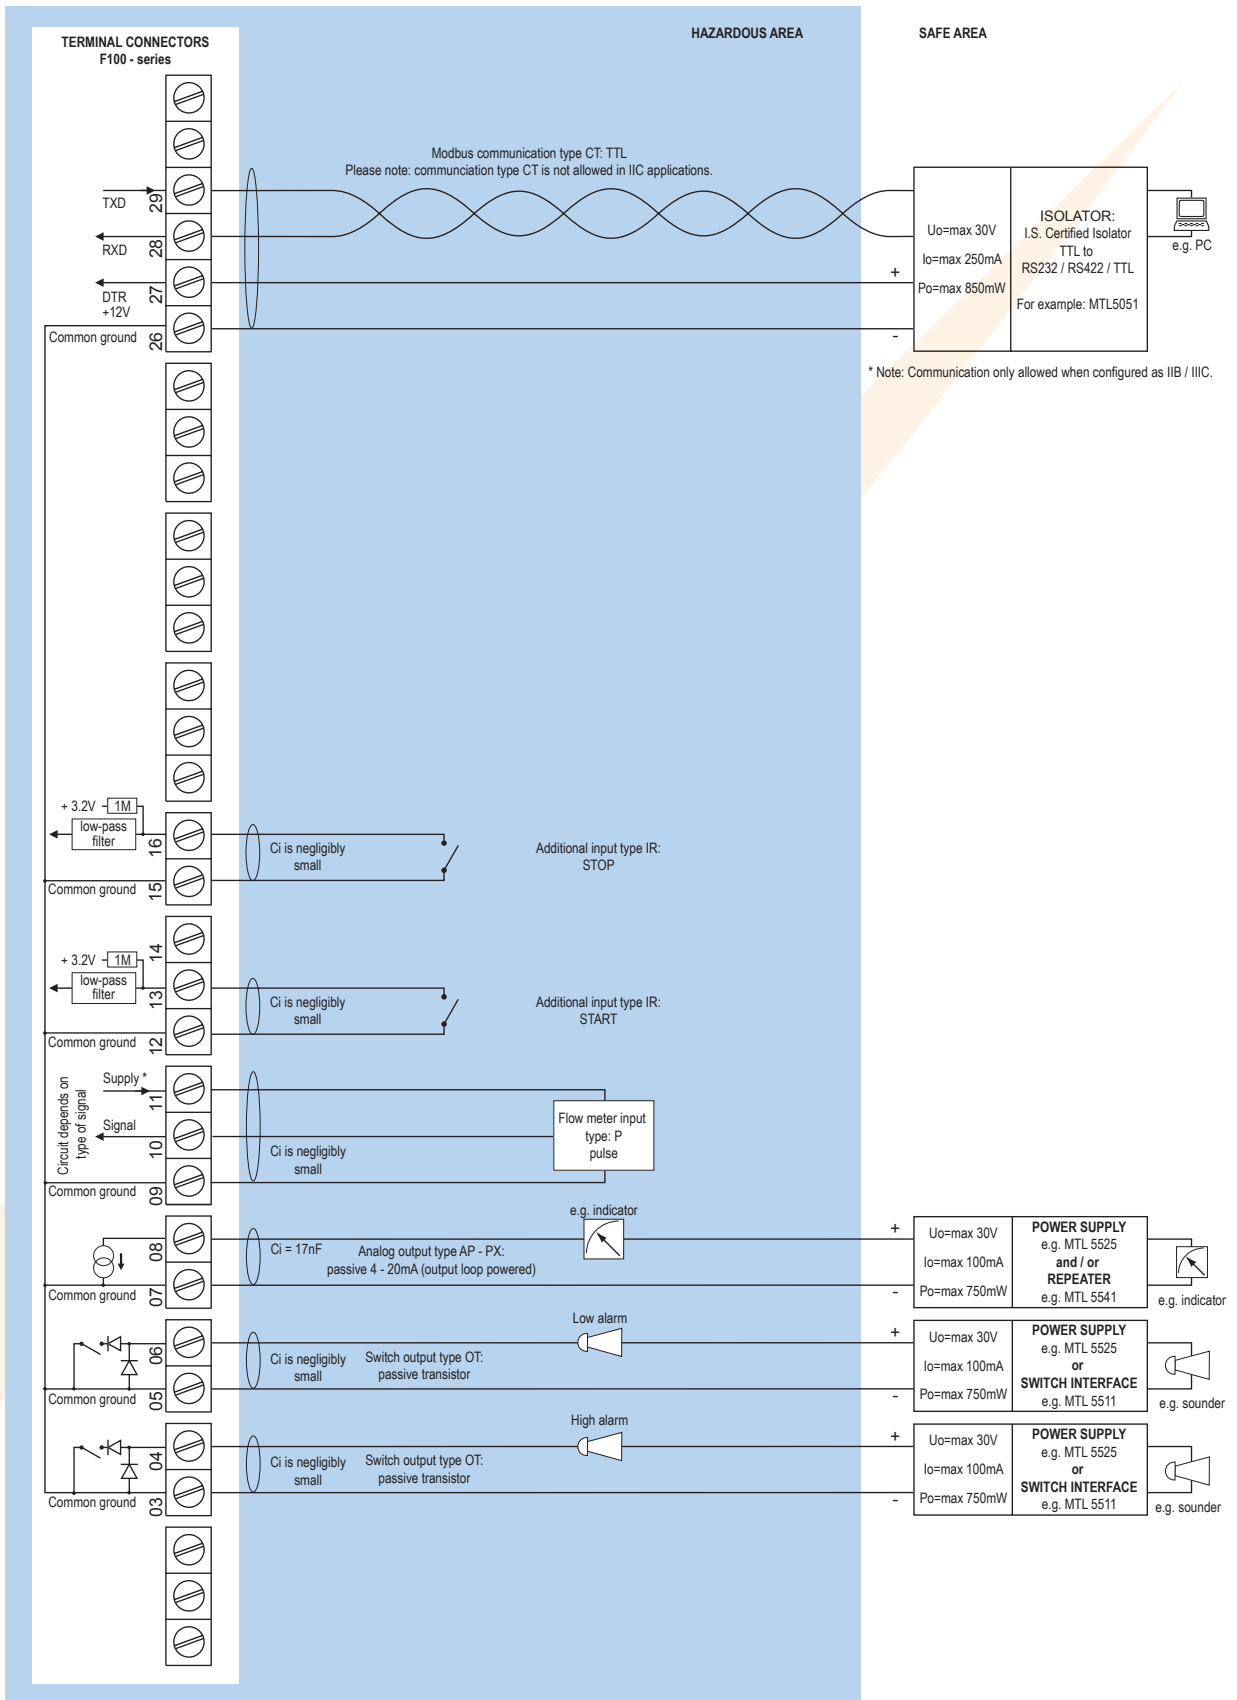 HAZARDOUS AREA
SAFE AREA
TERMINAL CONNECTORS
F100 - series
Modbus communication type CT: TTL
Please note: communciation type CT is not allowed in IIC applications.
TXD
29
RXD
28
DTR
+12V
27
Common ground
26
+
-
Uo=max 30V
Io=max 250mA
Po=max 850mW
ISOLATOR:
I.S. Certified Isolator
TTL to
RS232 / RS422 / TTL
For example: MTL5051
e.g. PC
* Note: Communication only allowed when configured as IIB / IIIC.
+ 3.2V
1M
low-pass
filter
16
Common ground
15
Ci is negligibly
small
Additional input type IR:
STOP
14
+ 3.2V
1M
low-pass
filter
13
Common ground
12
Ci is negligibly
small
Additional input type IR:
START
Circuit depends on
type of signal
Supply *
11
Signal
10
Common ground
09
Ci is negligibly
small
Flow meter input
type: P
pulse
08
Common ground
07
Ci = 17nF
Analog output type AP - PX:
passive 4 - 20mA (output loop powered)
e.g. indicator
+
-
Uo=max 30V
Io=max 100mA
Po=max 750mW
POWER SUPPLY
e.g. MTL 5525
and / or
REPEATER
e.g. MTL 5541
e.g. indicator
06
Common ground
05
Ci is negligibly
small
Switch output type OT:
passive transistor
Low alarm
+
-
Uo=max 30V
Io=max 100mA
Po=max 750mW
POWER SUPPLY
e.g. MTL 5525
or
SWITCH INTERFACE
e.g. MTL 5511
e.g. sounder
04
Common ground
03
Ci is negligibly
small
Switch output type OT:
passive transistor
High alarm
+
-
Uo=max 30V
Io=max 100mA
Po=max 750mW
POWER SUPPLY
e.g. MTL 5525
or
SWITCH INTERFACE
e.g. MTL 5511
e.g. sounder